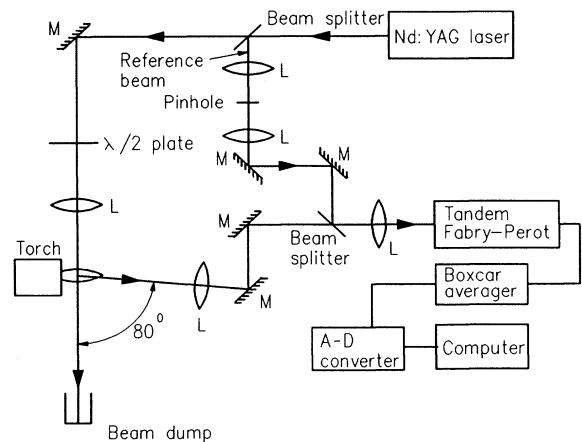 Beam splitter
M
Nd:YAG laser
Reference
beam
L
Pinhole
L
λ/2 plate
M
M
L
M
Tandem
Fabry-Perot
Beam
splitter
L
Torch
Boxcar
averager
L
M
80°
A-D
converter
Computer
Beam dump